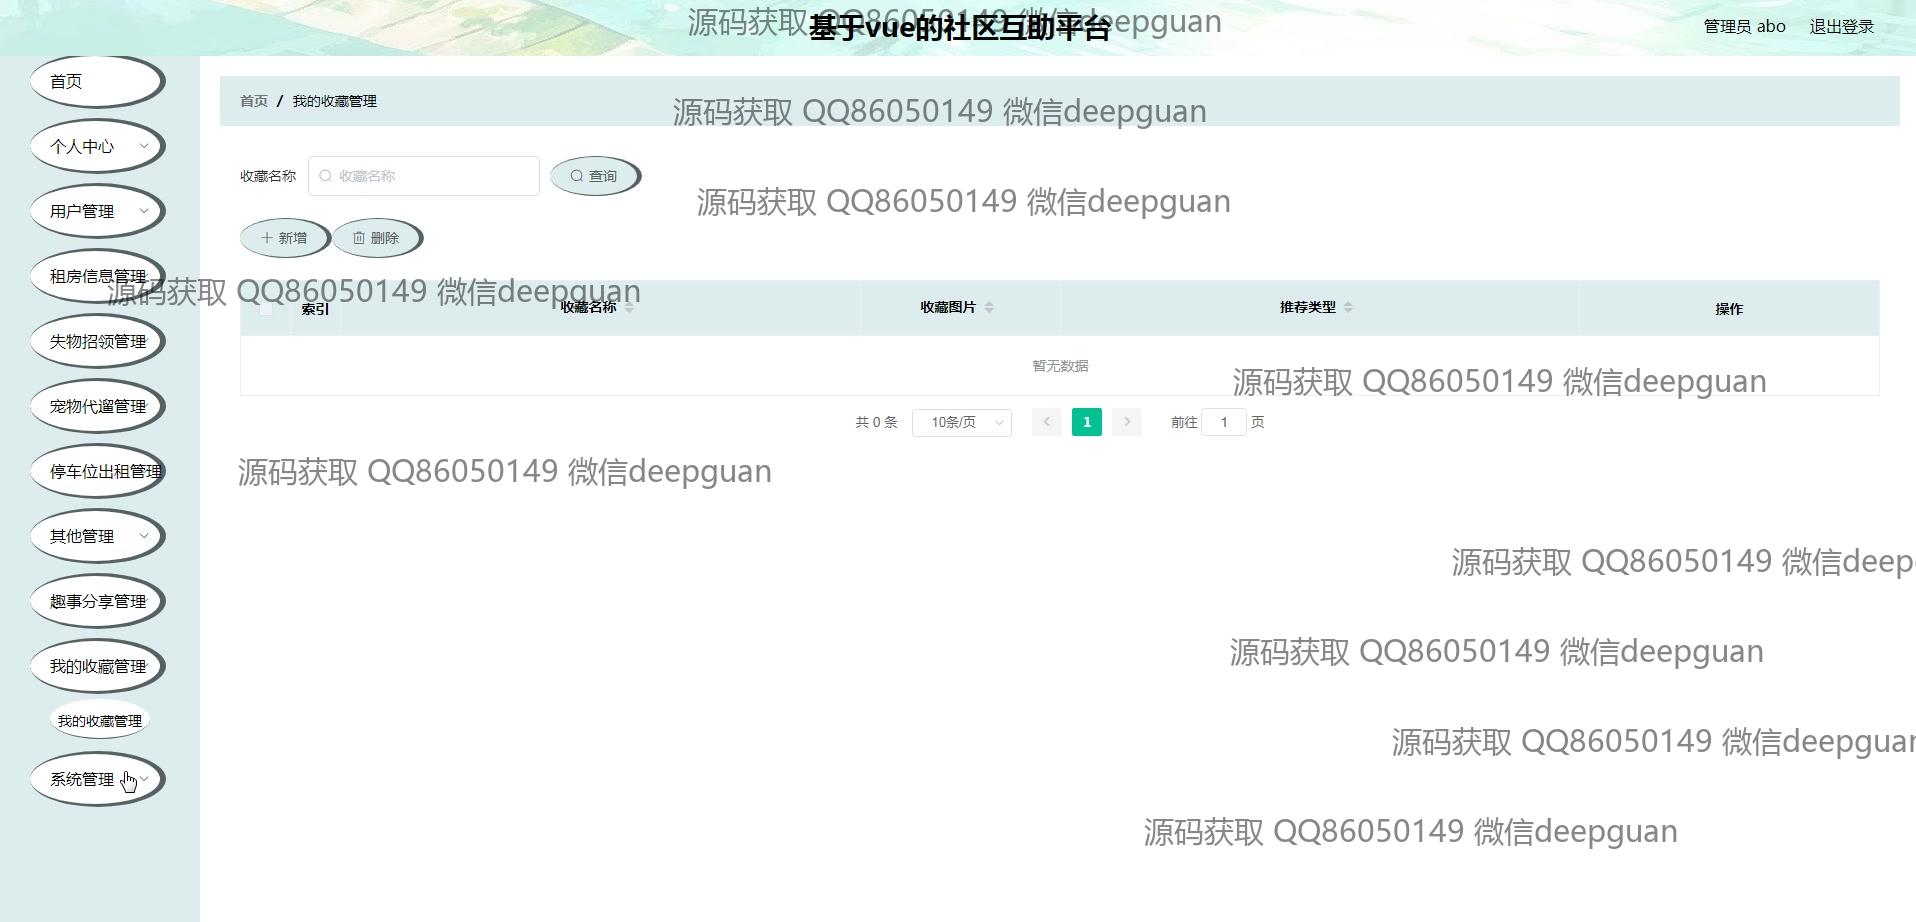 源码获取 QQ86050149 微信deepguan
基于vue的社区互助平台
管理员 abo
退出登录
首页
个人中心
用户管理
租房信息管理
失物招领管理
宠物代遛管理
停车位出租管理
其他管理
趣事分享管理
我的收藏管理
我的收藏管理
系统管理
首页 / 我的收藏管理
源码获取 QQ86050149 微信deepguan
收藏名称 收藏名称 查询
源码获取 QQ86050149 微信deepguan
新增 删除
源码获取 QQ86050149 微信deepguan
索引 收藏名称 收藏图片 推荐类型 操作
暂无数据
源码获取 QQ86050149 微信deepguan
共 0 条 10条/页 1 前往 1 页
源码获取 QQ86050149 微信deepguan
源码获取 QQ86050149 微信deep
源码获取 QQ86050149 微信deepguan
源码获取 QQ86050149 微信deepguan
源码获取 QQ86050149 微信deepguan